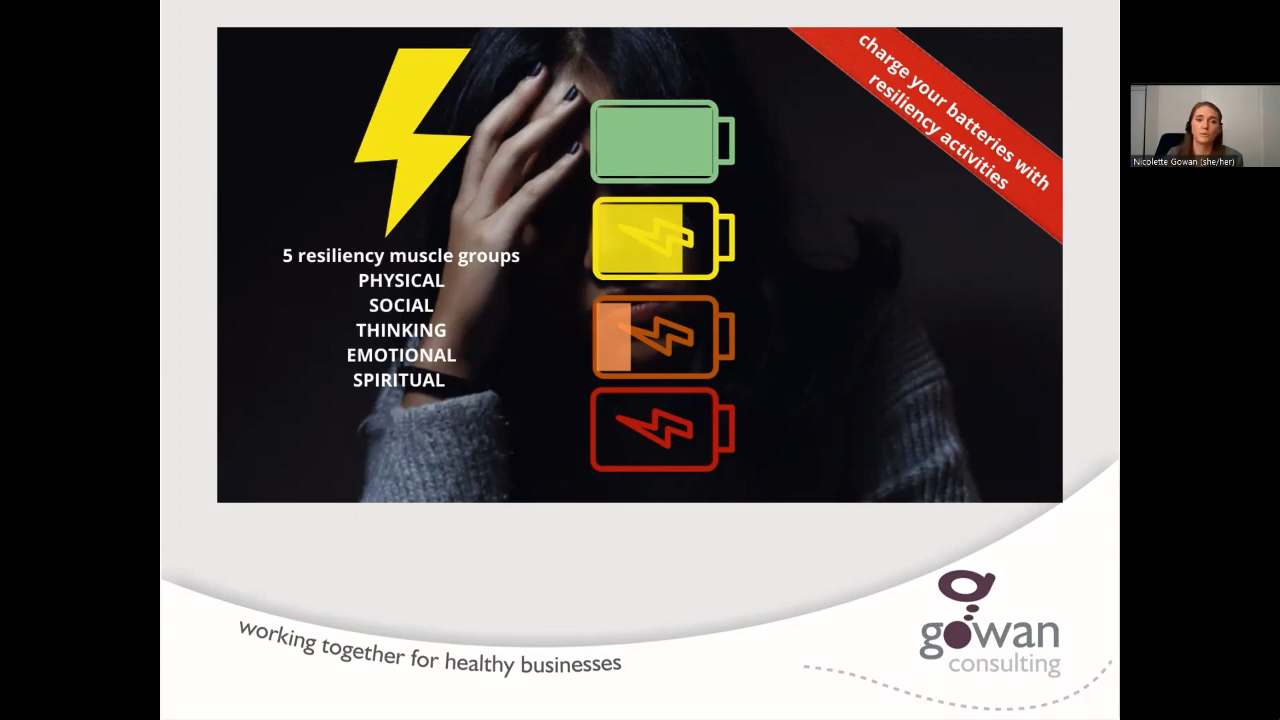 charge your batteries with
resiliency activities
5 resiliency muscle groups
PHYSICAL
SOCIAL
THINKING
EMOTIONAL
SPIRITUAL
Nicolette Gowan (she/her)
working together for healthy businesses
gowan
consulting